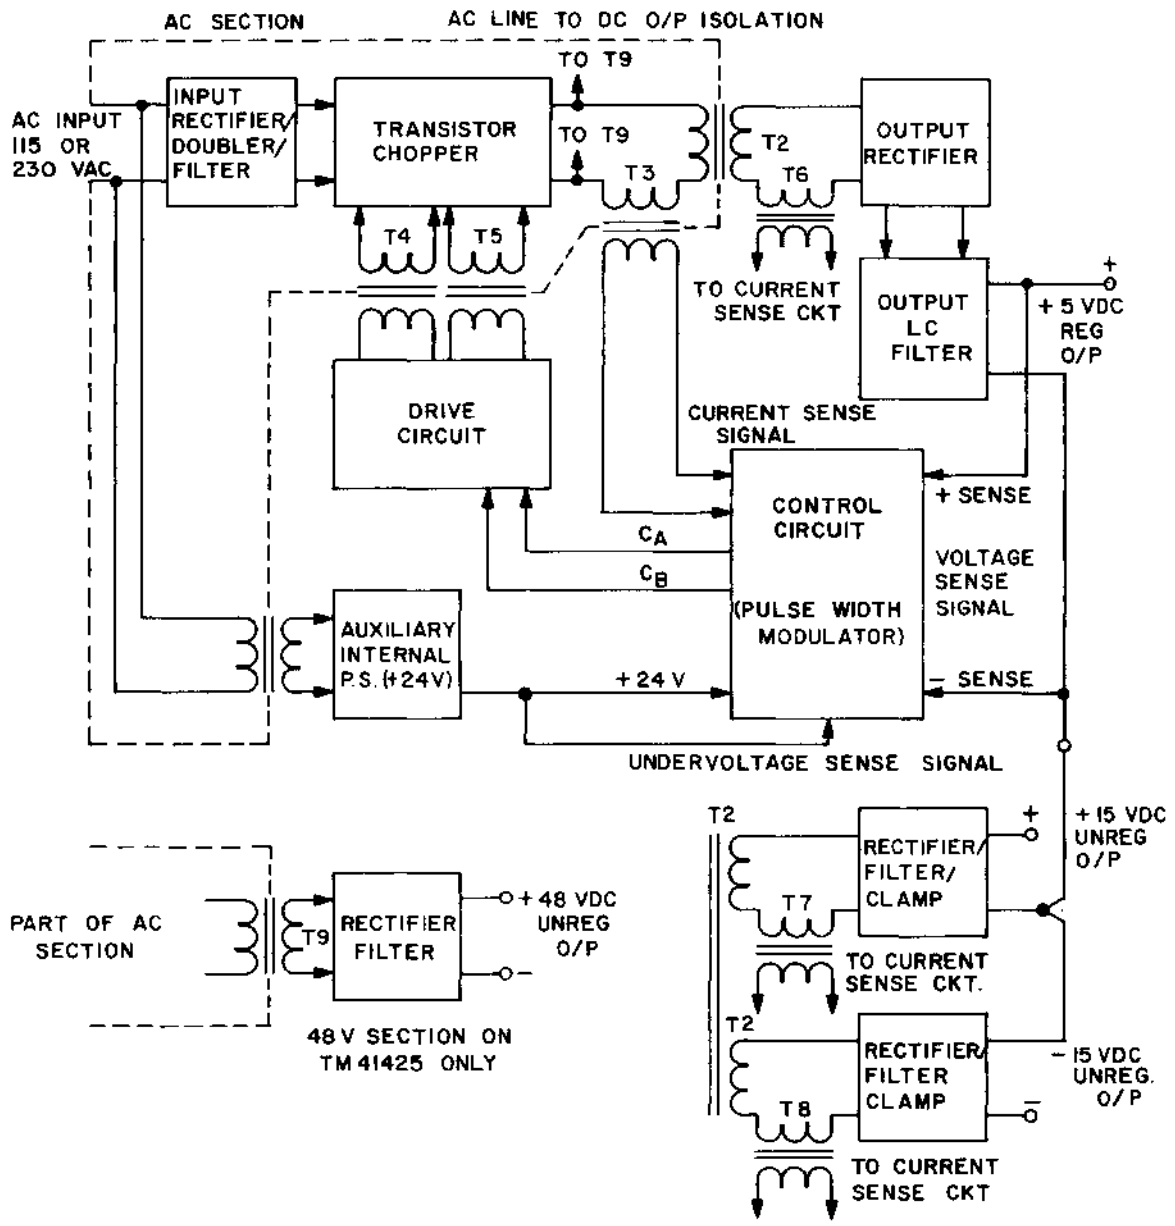 AC SECTION
AC LINE TO DC O/P ISOLATION
TO T9
INPUT
RECTIFIER/
DOUBLER/
FILTER
TRANSISTOR
CHOPPER
AC INPUT
115 OR
230 VAC
TO T9
T3
T2
T6
OUTPUT
RECTIFIER
T4
T5
TO CURRENT
SENSE CKT
OUTPUT
LC
FILTER
+
+ 5 VDC
REG
O/P
DRIVE
CIRCUIT
CURRENT SENSE
SIGNAL
+ SENSE
CONTROL
CIRCUIT
CA
CB
VOLTAGE
SENSE
SIGNAL
(PULSE WIDTH
MODULATOR)
AUXILIARY
INTERNAL
P.S. (+24V)
+24 V
- SENSE
UNDERVOLTAGE SENSE SIGNAL
T2
RECTIFIER/
FILTER/
CLAMP
+
+ 15 VDC
UNREG
O/P
T7
TO CURRENT
SENSE CKT.
PART OF AC
SECTION
T9
RECTIFIER
FILTER
+ 48 VDC
UNREG
O/P
-
48 V SECTION ON
TM 41425 ONLY
T2
RECTIFIER/
FILTER
CLAMP
- 15 VDC
UNREG.
O/P
-
T8
TO CURRENT
SENSE CKT